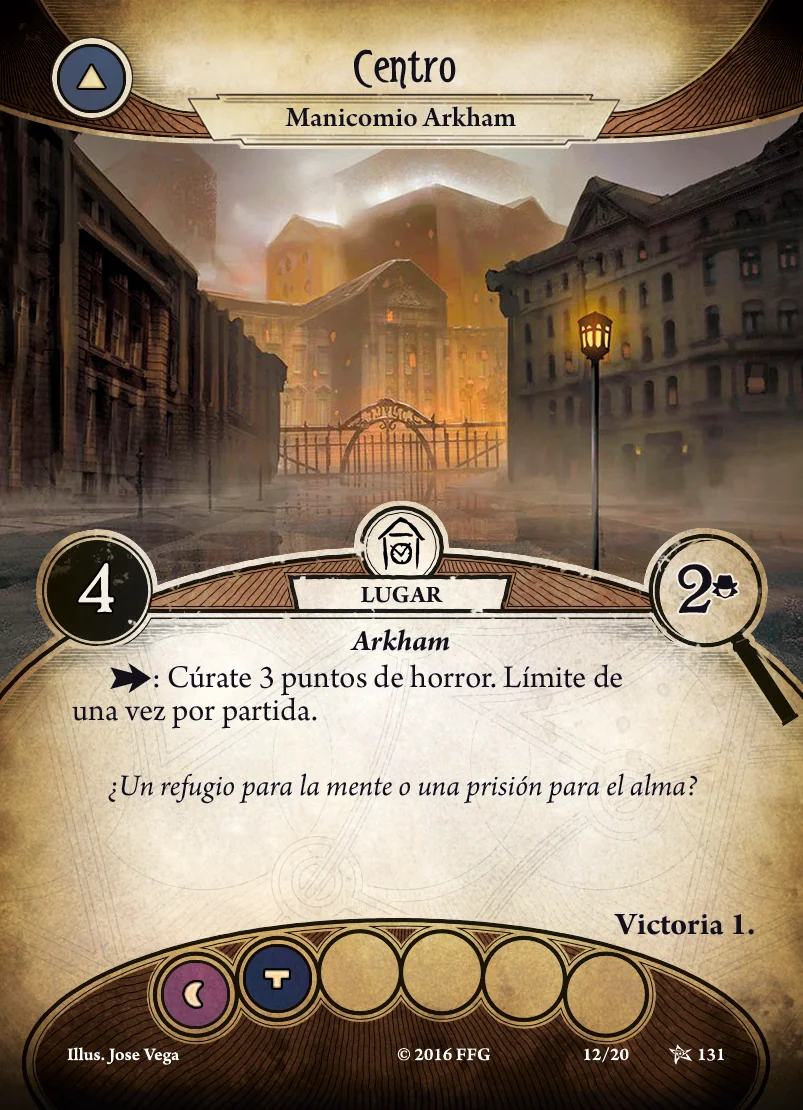 Centro
Manicomio Arkham
4
2
LUGAR
Arkham
: Cúrate 3 puntos de horror. Límite de
una vez por partida.
¿Un refugio para la mente o una prisión para el alma?
Victoria 1.
Illus. Jose Vega
© 2016 FFG
12/20
131